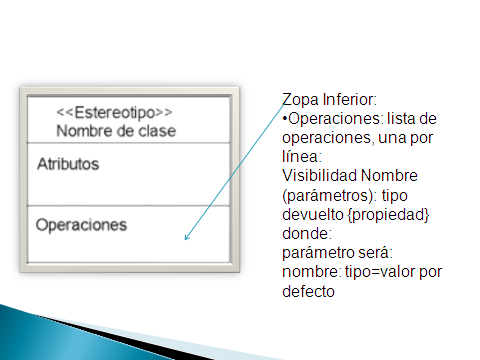 <<Estereotipo>>
Nombre de clase
Atributos
Operaciones
Zopa Inferior:
•Operaciones: lista de
operaciones, una por
línea:
Visibilidad Nombre
(parámetros): tipo
devuelto {propiedad}
donde:
parámetro será:
nombre: tipo=valor por
defecto